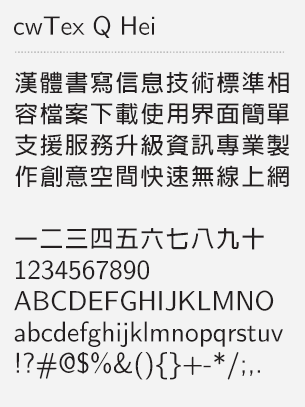 cwTex Q Hei
漢體書寫信息技術標準相
容檔案下載使用界面簡單
支援服務升級資訊專業製
作創意空間快速無線上網
一二三四五六七八九十
1234567890
ABCDEFGHIJKLMNO
abcdefghijklmnopqrstuv
!?#@$%&(){}+-*/;,.